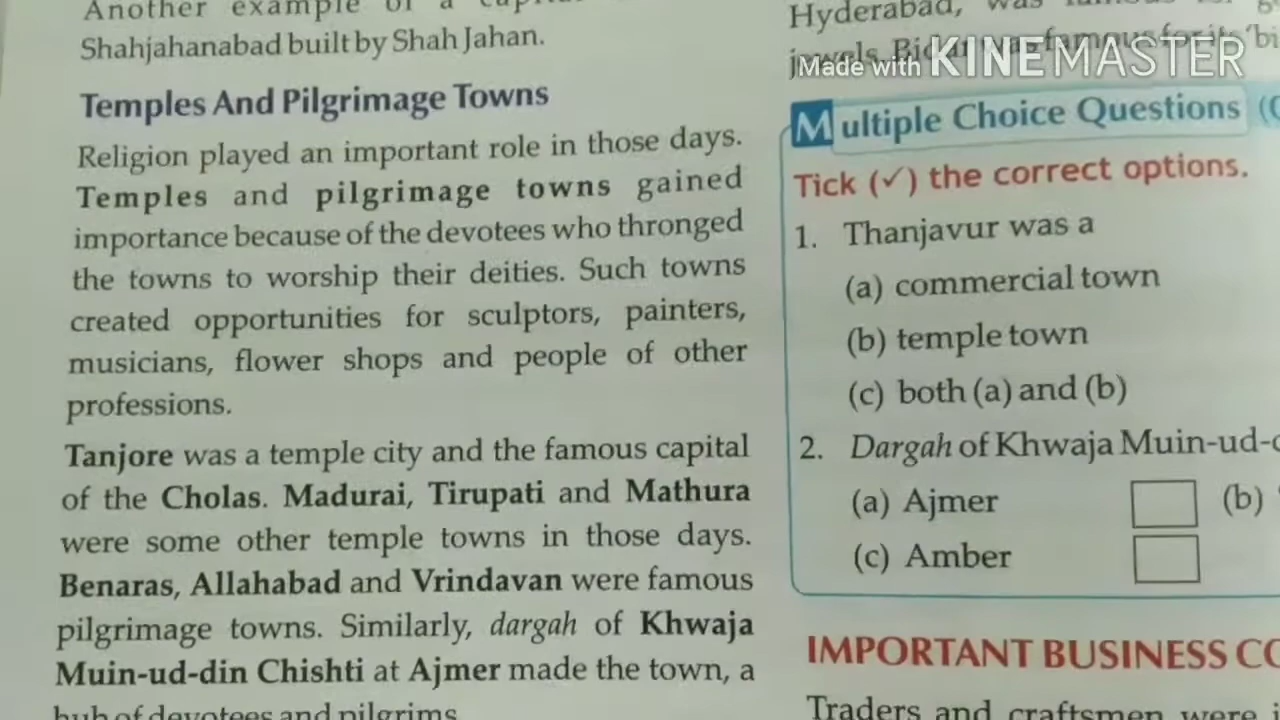 Another example of a
Shahjahanabad built by Shah Jahan.
Temples And Pilgrimage Towns
Religion played an important role in those days.
Temples and pilgrimage towns gained
importance because of the devotees who thronged
the towns to worship their deities. Such towns
created opportunities for sculptors, painters,
musicians, flower shops and people of other
professions.
Tanjore was a temple city and the famous capital
of the Cholas. Madurai, Tirupati and Mathura
were some other temple towns in those days.
Benaras, Allahabad and Vrindavan were famous
pilgrimage towns. Similarly, dargah of Khwaja
Muin-ud-din Chishti at Ajmer made the town, a
hub of devotees and pilgrims
Hyderabad, was famous for
jewels. Bidar was famous for its
Made with KINEMASTER
Multiple Choice Questions
Tick (✓) the correct options.
1. Thanjavur was a
(a) commercial town
(b) temple town
(c) both (a) and (b)
2. Dargah of Khwaja Muin-ud-
(a) Ajmer (b)
(c) Amber
IMPORTANT BUSINESS
Traders and craftsmen were